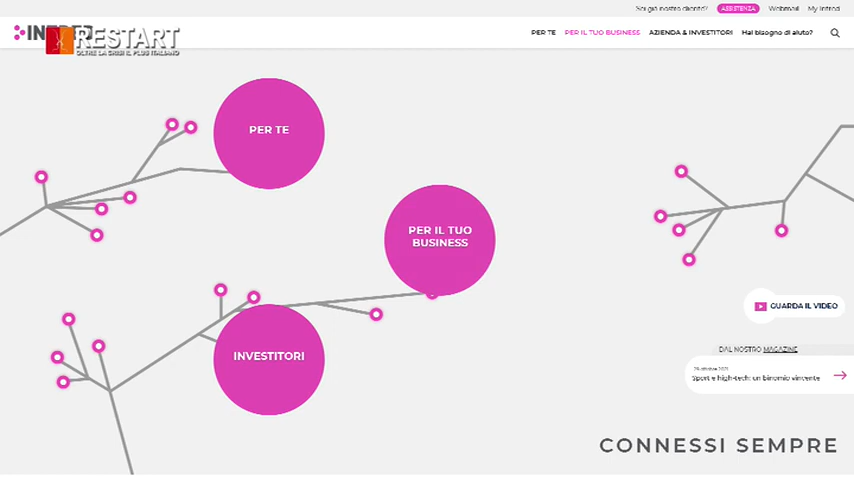 Sei già nostro cliente? ASSISTENZA Webmail My Intred
RESTART
OLTRE LA CRISI IL PLUS ITALIANO
PER TE PER IL TUO BUSINESS AZIENDA & INVESTITORI Hai bisogno di aiuto?
PER TE
PER IL TUO
BUSINESS
INVESTITORI
GUARDA IL VIDEO
DAL NOSTRO MAGAZINE
Sport e high-tech: un binomio vincente
CONNESSI SEMPRE